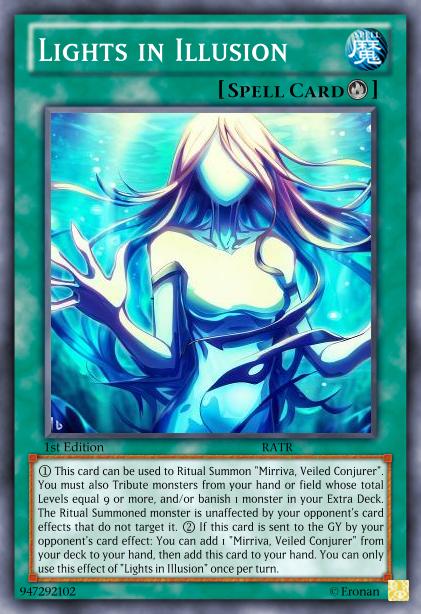 LIGHTS IN ILLUSION
SPELL
魔
[SPELL CARD]
1st Edition RATR
① This card can be used to Ritual Summon "Mirriva, Veiled Conjurer".
You must also Tribute monsters from your hand or field whose total
Levels equal 9 or more, and/or banish 1 monster in your Extra Deck.
The Ritual Summoned monster is unaffected by your opponent's card
effects that do not target it. ② If this card is sent to the GY by your
opponent's card effect: You can add 1 "Mirriva, Veiled Conjurer" from
your deck to your hand, then add this card to your hand. You can only
use this effect of "Lights in Illusion" once per turn.
947292102 © Eronan